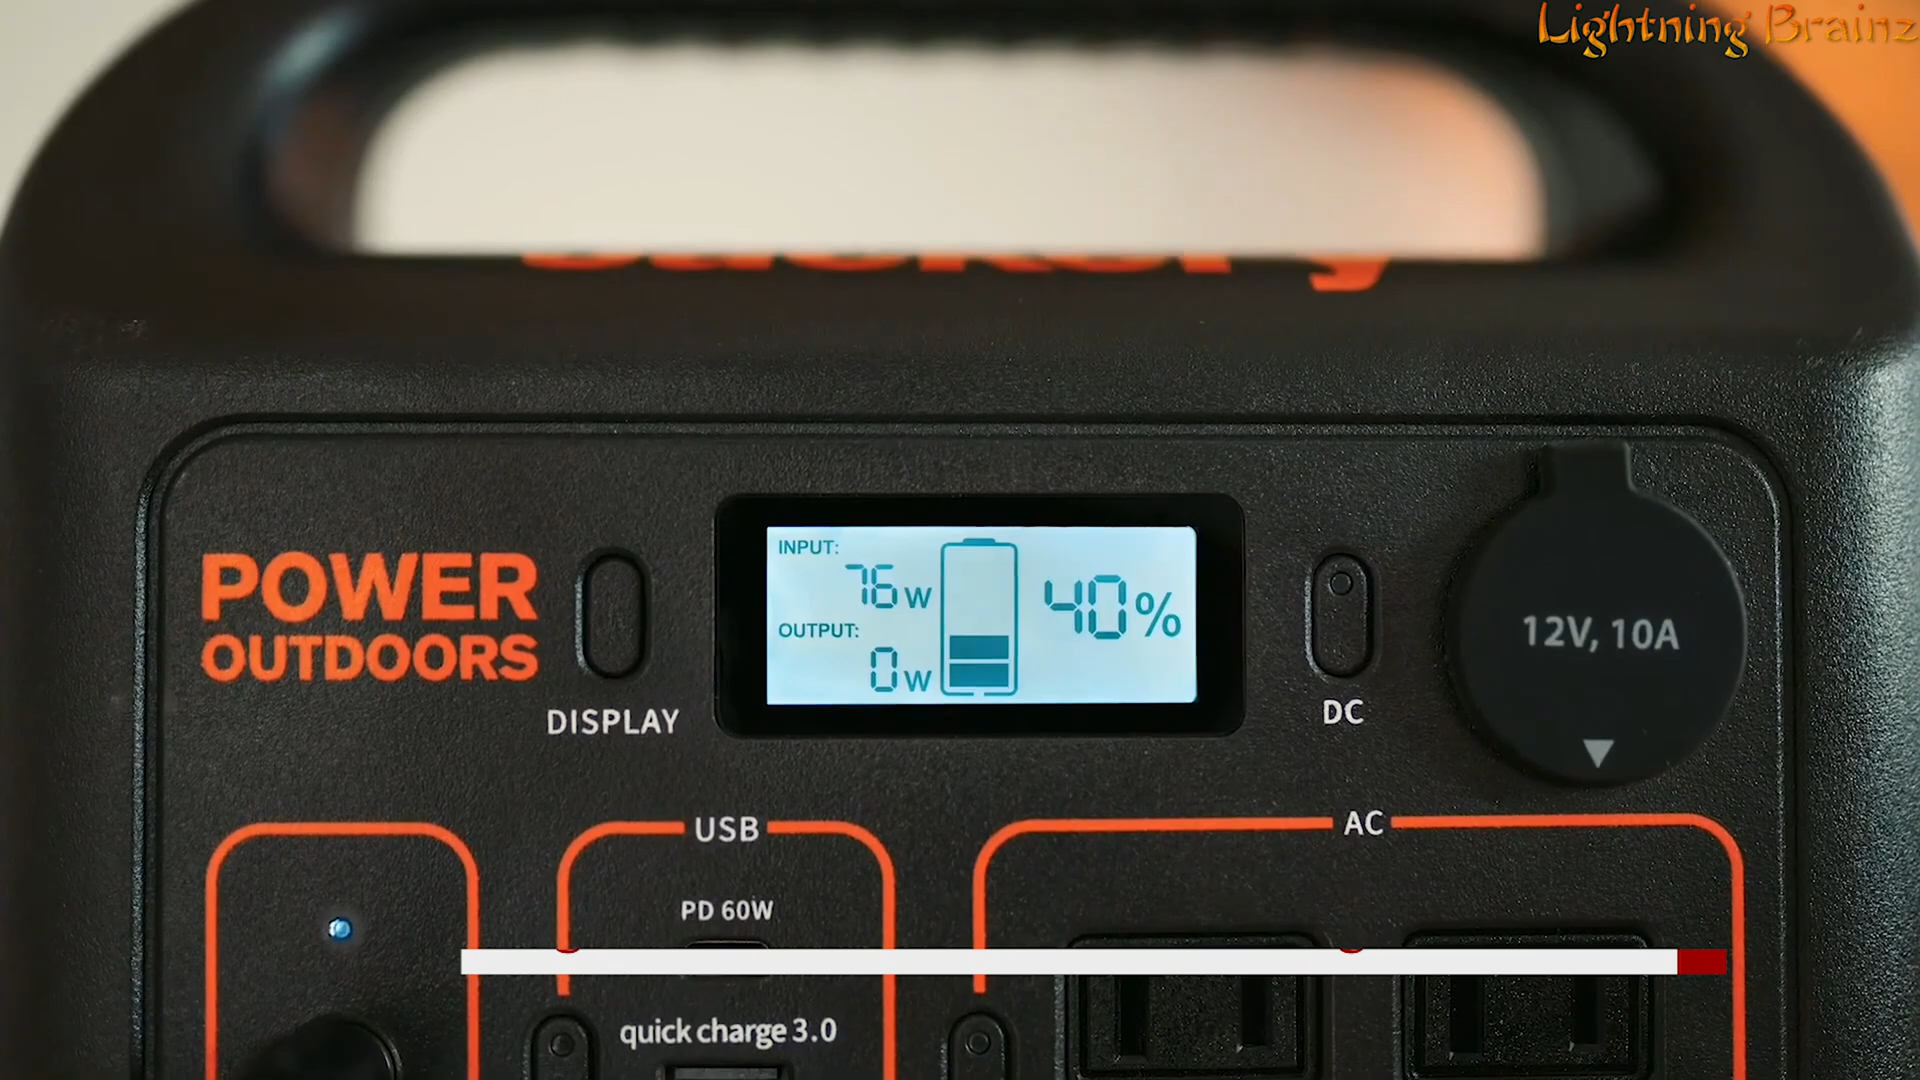 Lightning Brainz
POWER
OUTDOORS
DISPLAY
INPUT:
76W
OUTPUT:
0W
40%
DC
12V, 10A
USB
PD 60W
quick charge 3.0
AC